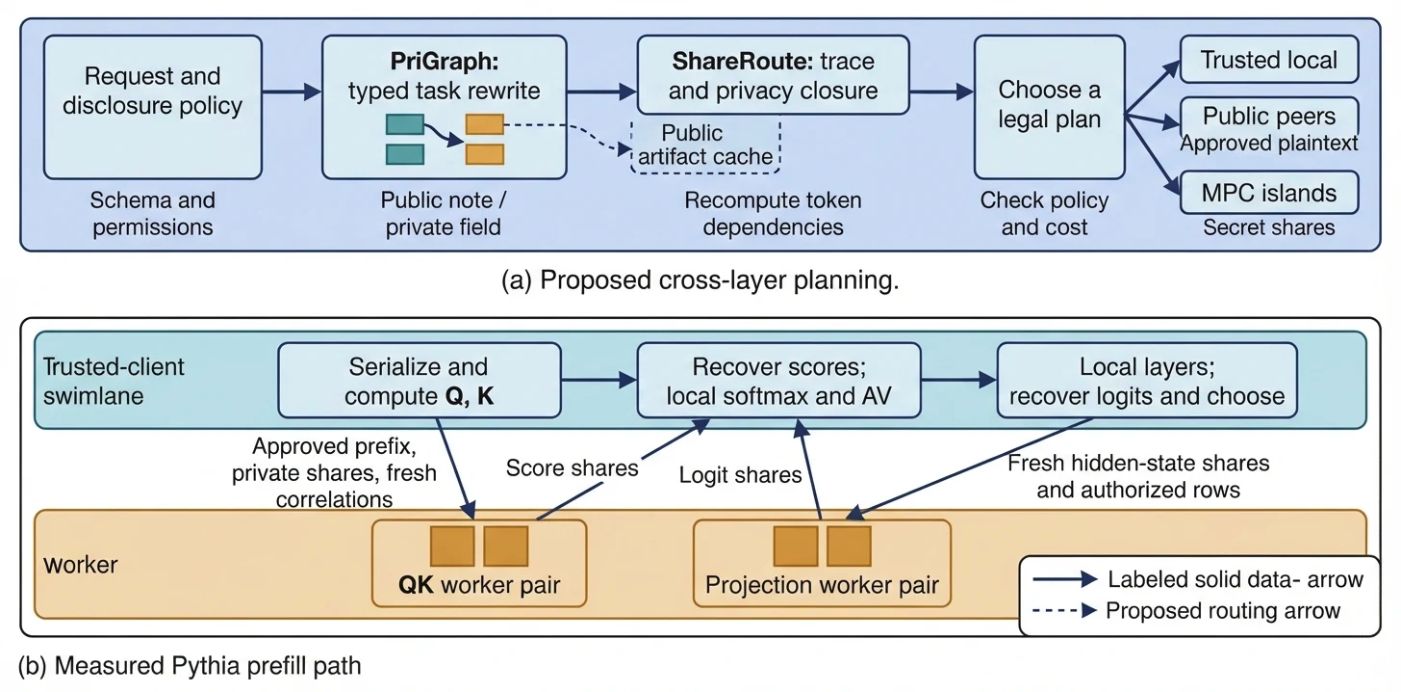 Request and
disclosure policy
Schema and
permissions
PriGraph:
typed task rewrite
Public note /
private field
ShareRoute: trace
and privacy closure
Public
artifact cache
Recompute token
dependencies
Choose a
legal plan
Check policy
and cost
Trusted local
Public peers
Approved plaintext
MPC islands
Secret shares
(a) Proposed cross-layer planning.
Trusted-client
swimlane
Serialize and
compute Q, K
Recover scores;
local softmax and AV
Local layers;
recover logits and choose
Approved prefix,
private shares, fresh
correlations
Score shares
Logit shares
Fresh hidden-state shares
and authorized rows
worker
QK worker pair
Projection worker pair
Labeled solid data- arrow
Proposed routing arrow
(b) Measured Pythia prefill path